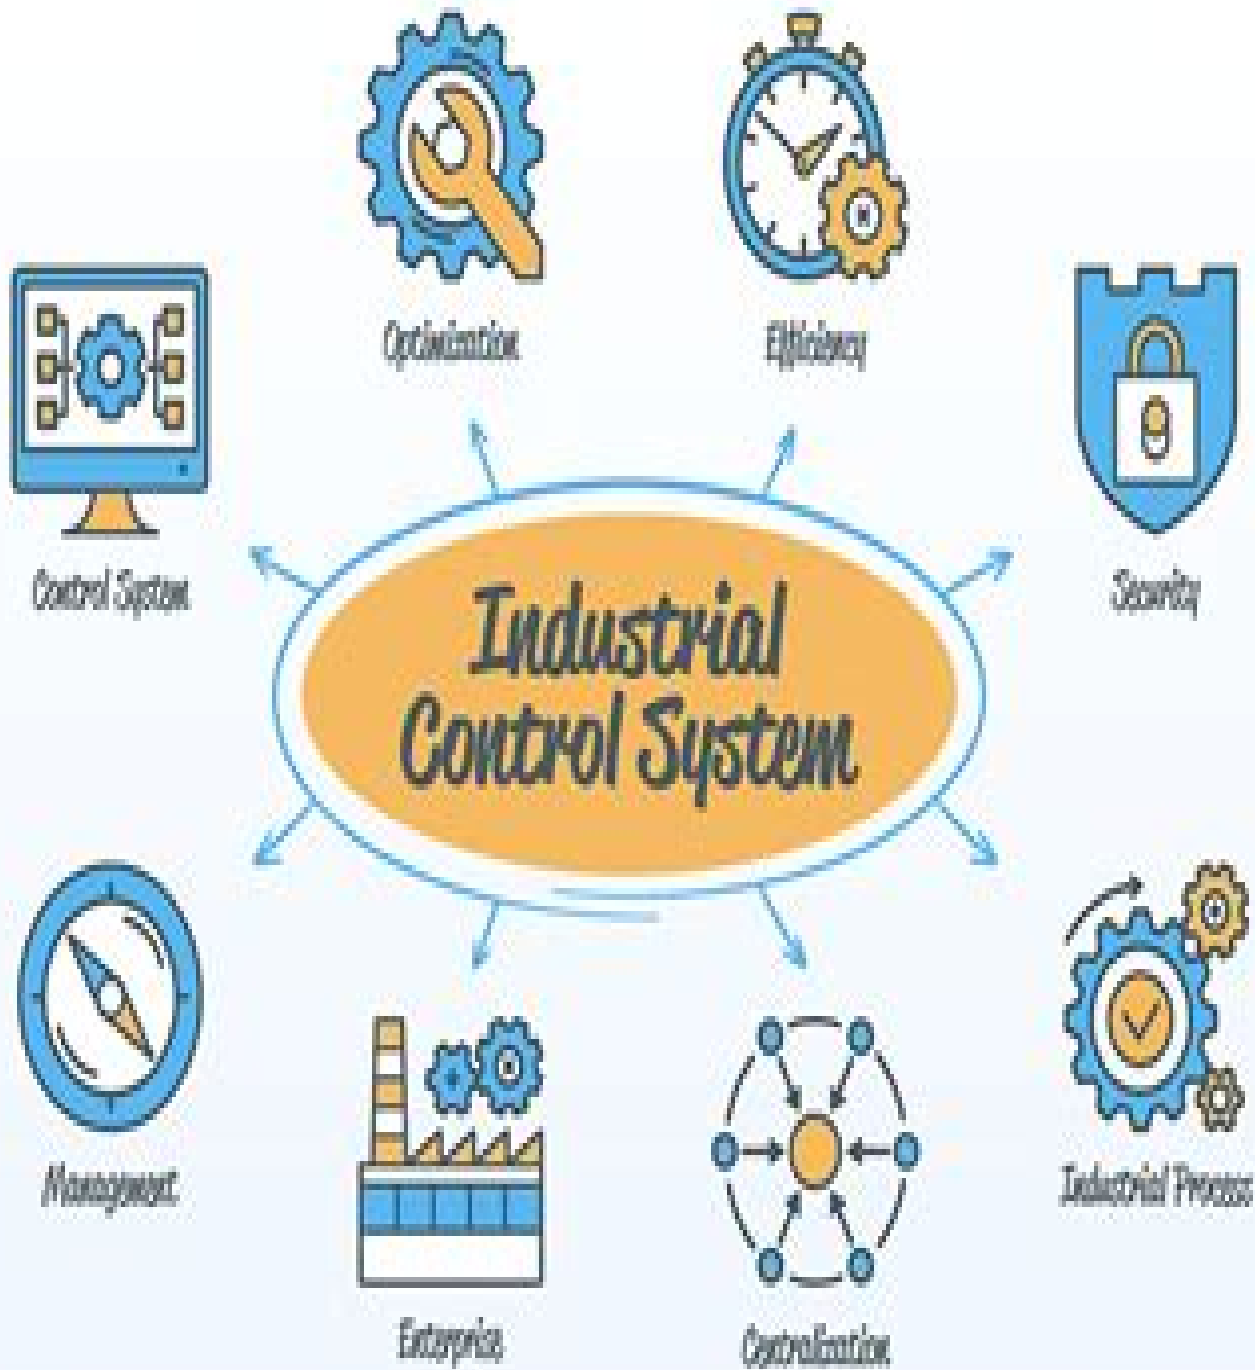 Optimization
Efficiency
Control System
Security
Industrial
Control System
Management
Industrial Process
Enterprise
Centralization